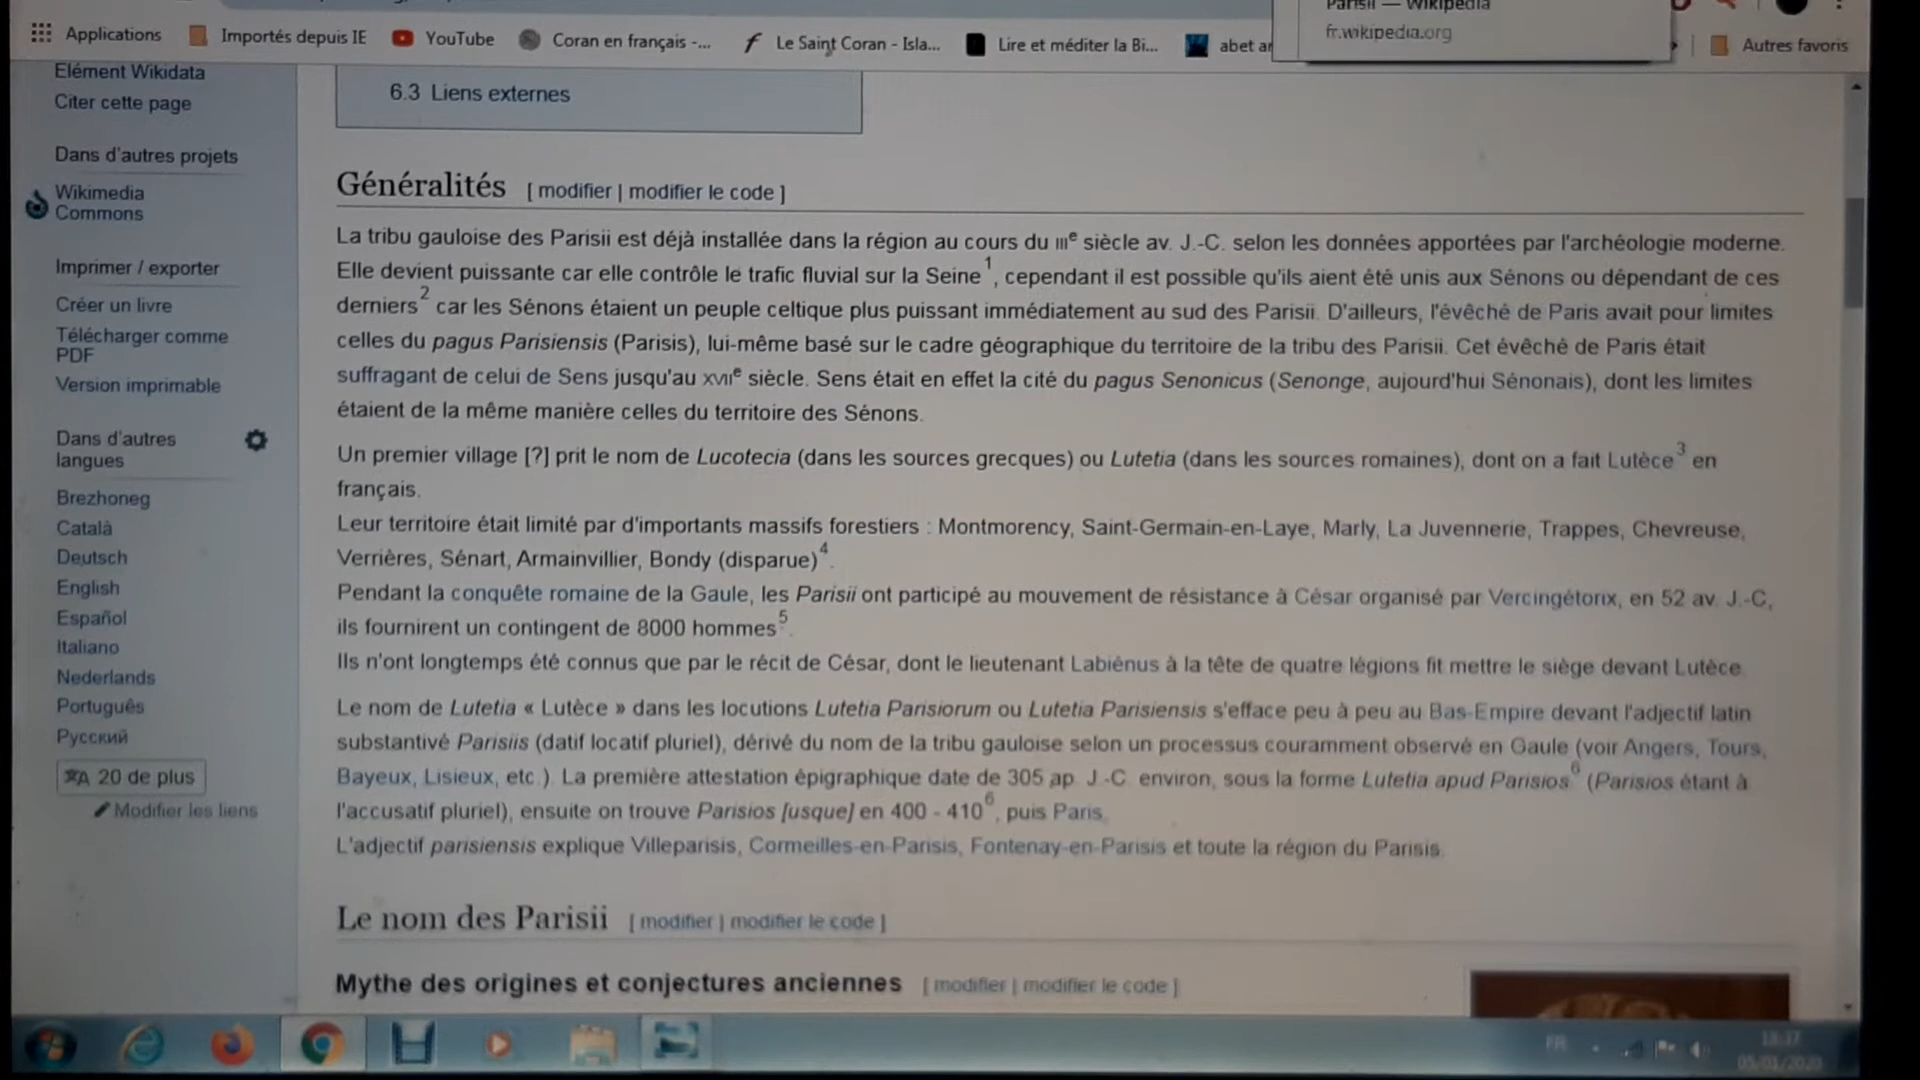 Parisii — Wikipédia
fr.wikipedia.org
Applications
Importés depuis IE
YouTube
Coran en français -...
Le Saint Coran - Isla...
Lire et méditer la Bi...
abet
Autres favoris
Elément Wikidata
Citer cette page
Dans d'autres projets
Wikimedia
Commons
Imprimer / exporter
Créer un livre
Télécharger comme
PDF
Version imprimable
Dans d'autres
langues
Brezhoneg
Català
Deutsch
English
Español
Italiano
Nederlands
Português
Русский
20 de plus
Modifier les liens
6.3 Liens externes
Généralités [ modifier | modifier le code ]
La tribu gauloise des Parisii est déjà installée dans la région au cours du IIIe siècle av. J.-C. selon les données apportées par l'archéologie moderne.
Elle devient puissante car elle contrôle le trafic fluvial sur la Seine1, cependant il est possible qu'ils aient été unis aux Sénons ou dépendant de ces
derniers2 car les Sénons étaient un peuple celtique plus puissant immédiatement au sud des Parisii. D'ailleurs, l'évêché de Paris avait pour limites
celles du pagus Parisiensis (Parisis), lui-même basé sur le cadre géographique du territoire de la tribu des Parisii. Cet évêché de Paris était
suffragant de celui de Sens jusqu'au XVIIe siècle. Sens était en effet la cité du pagus Senonicus (Senonge, aujourd'hui Sénonais), dont les limites
étaient de la même manière celles du territoire des Sénons.
Un premier village [?] prit le nom de Lucotecia (dans les sources grecques) ou Lutetia (dans les sources romaines), dont on a fait Lutèce3 en
français.
Leur territoire était limité par d'importants massifs forestiers : Montmorency, Saint-Germain-en-Laye, Marly, La Juvennerie, Trappes, Chevreuse,
Verrières, Sénart, Armainvillier, Bondy (disparue)4.
Pendant la conquête romaine de la Gaule, les Parisii ont participé au mouvement de résistance à César organisé par Vercingétorix, en 52 av. J.-C,
ils fournirent un contingent de 8000 hommes5.
Ils n'ont longtemps été connus que par le récit de César, dont le lieutenant Labiénus à la tête de quatre légions fit mettre le siège devant Lutèce.
Le nom de Lutetia « Lutèce » dans les locutions Lutetia Parisiorum ou Lutetia Parisiensis s'efface peu à peu au Bas-Empire devant l'adjectif latin
substantivé Parisiis (datif locatif pluriel), dérivé du nom de la tribu gauloise selon un processus couramment observé en Gaule (voir Angers, Tours,
Bayeux, Lisieux, etc.). La première attestation épigraphique date de 305 ap. J.-C. environ, sous la forme Lutetia apud Parisios6 (Parisios étant à
l'accusatif pluriel), ensuite on trouve Parisios [usque] en 400 - 4106, puis Paris.
L'adjectif parisiensis explique Villeparisis, Cormeilles-en-Parisis, Fontenay-en-Parisis et toute la région du Parisis.
Le nom des Parisii [ modifier | modifier le code ]
Mythe des origines et conjectures anciennes [ modifier | modifier le code ]
FR